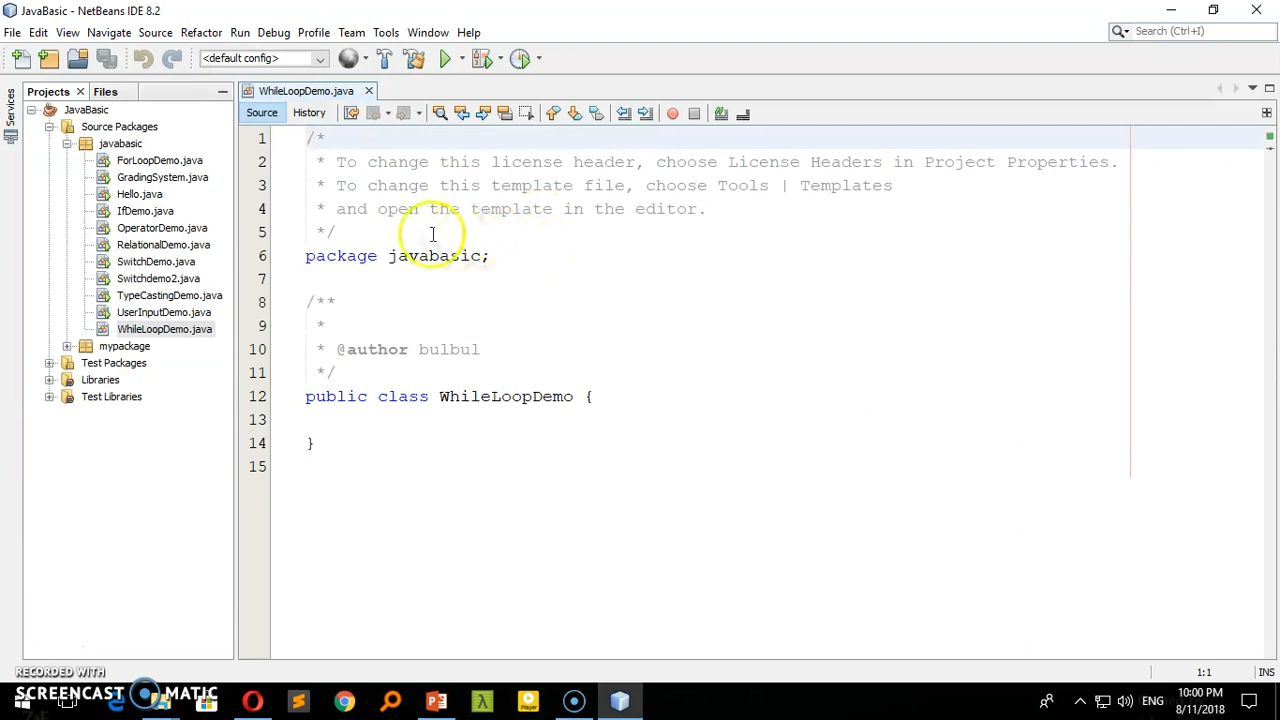 JavaBasic - NetBeans IDE 8.2
File Edit View Navigate Source Refactor Run Debug Profile Team Tools Window Help
Search (Ctrl+I)
<default config>
Services
Projects Files
WhileLoopDemo.java
Source History
JavaBasic
Source Packages
javabasic
ForLoopDemo.java
GradingSystem.java
Hello.java
IfDemo.java
OperatorDemo.java
RelationalDemo.java
SwitchDemo.java
Switchdemo2.java
TypeCastingDemo.java
UserInputDemo.java
WhileLoopDemo.java
mypackage
Test Packages
Libraries
Test Libraries
1 /*
2 * To change this license header, choose License Headers in Project Properties.
3 * To change this template file, choose Tools | Templates
4 * and open the template in the editor.
5 */
6 package javabasic;
7
8 /**
9 *
10 * @author bulbul
11 */
12 public class WhileLoopDemo {
13
14 }
15
1:1 INS
RECORDED WITH
SCREENCAST MATIC
Player
ENG
10:00 PM
8/11/2018